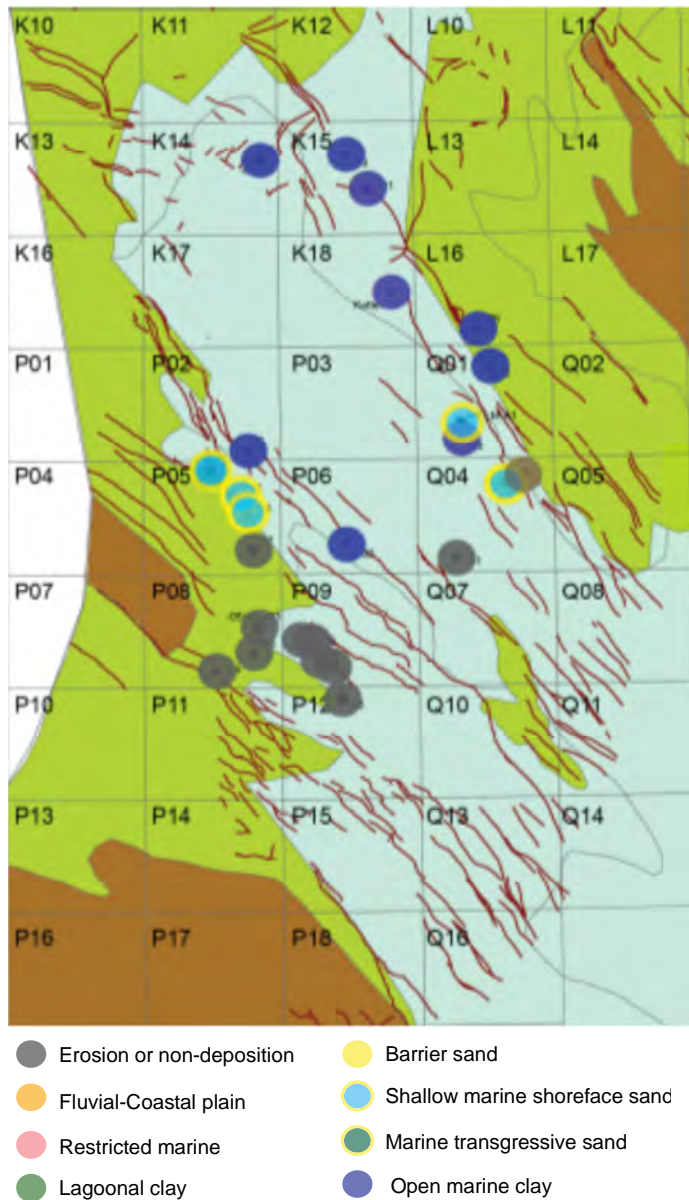 K10 K11 K12 L10 L11
K13 K14 K15 L13 L14
K16 K17 K18 L16 L17
P01 P02 P03 Q01 Q02
P04 P05 P06 Q04 Q05
P07 P08 P09 Q07 Q08
P10 P11 P12 Q10 Q11
P13 P14 P15 Q13 Q14
P16 P17 P18 Q16
Erosion or non-deposition
Barrier sand
Fluvial-Coastal plain
Shallow marine shoreface sand
Restricted marine
Marine transgressive sand
Lagoonal clay
Open marine clay